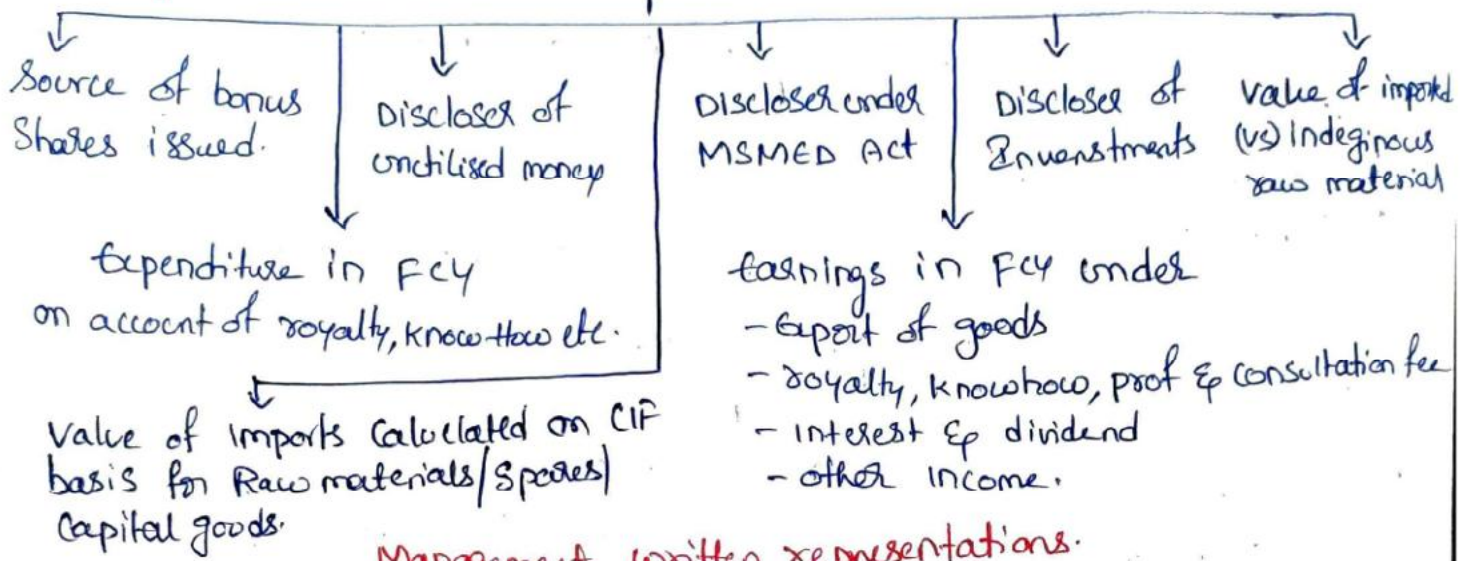 Source of bonus
Shares issued.
Discloser of
unutilised money
Discloser under
MSMED Act
Discloser of
Invenstments
Value of imported
(vs) Indeginous
raw material
Expenditure in FCY
on account of royalty, know-How etc.
Earnings in FCY under
- Export of goods
- royalty, knowhow, prof & consultation fee
- Interest & dividend
- other income.
Value of imports Caluclated on CIF
basis for Raw materials/Spares/
Capital goods.
Management written representations.